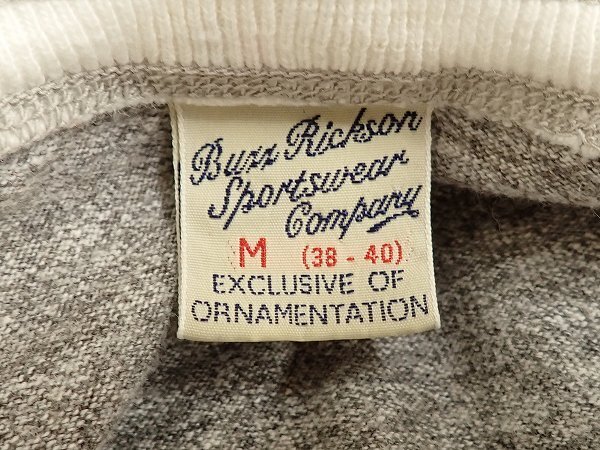 Buzz Rickson
Sportswear
Company
M (38 - 40)
EXCLUSIVE OF
ORNAMENTATION